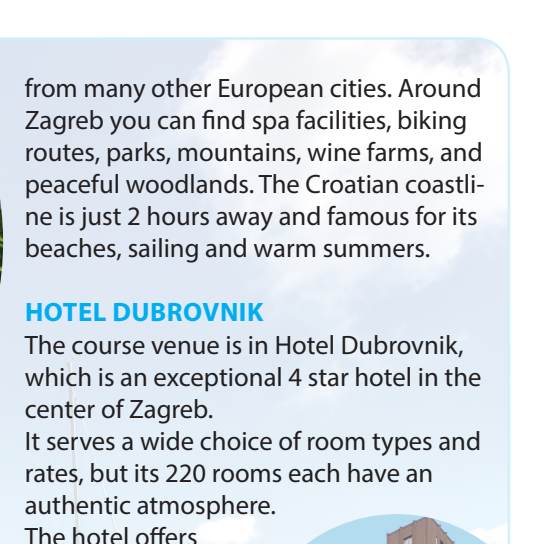 from many other European cities. Around
Zagreb you can find spa facilities, biking
routes, parks, mountains, wine farms, and
peaceful woodlands. The Croatian coastli-
ne is just 2 hours away and famous for its
beaches, sailing and warm summers.
HOTEL DUBROVNIK
The course venue is in Hotel Dubrovnik,
which is an exceptional 4 star hotel in the
center of Zagreb.
It serves a wide choice of room types and
rates, but its 220 rooms each have an
authentic atmosphere.
The hotel offers